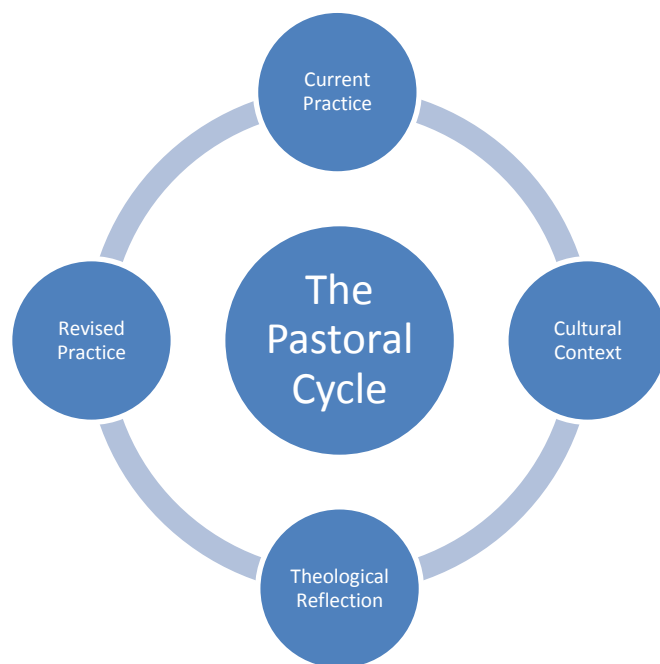 Current
Practice
The
Pastoral
Cycle
Revised
Practice
Cultural
Context
Theological
Reflection